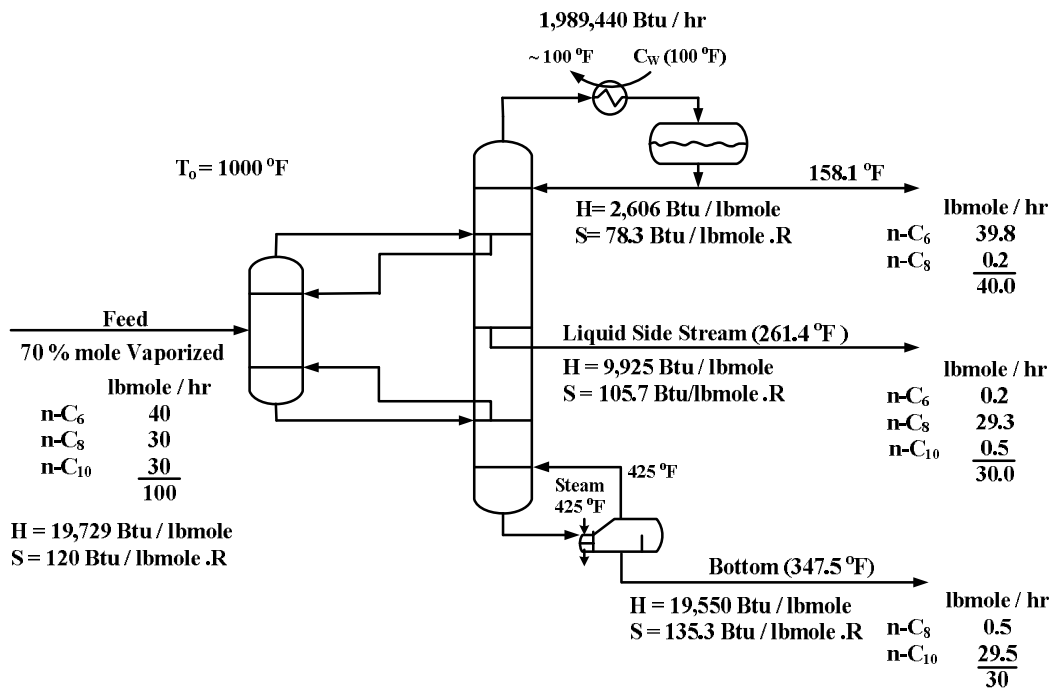 1,989,440 Btu / hr
~ 100 °F
C_W (100 °F)
T_o = 1000 °F
158.1 °F
H= 2,606 Btu / lbmole
S= 78.3 Btu / lbmole .R
lbmole / hr
n-C₆ 39.8
n-C₈ 0.2
40.0
Feed
70 % mole Vaporized
lbmole / hr
n-C₆ 40
n-C₈ 30
n-C₁₀ 30
100
H = 19,729 Btu / lbmole
S = 120 Btu / lbmole .R
Liquid Side Stream (261.4 °F )
H = 9,925 Btu / lbmole
S = 105.7 Btu/lbmole .R
lbmole / hr
n-C₆ 0.2
n-C₈ 29.3
n-C₁₀ 0.5
30.0
425 °F
Steam
425 °F
Bottom (347.5 °F)
H = 19,550 Btu / lbmole
S = 135.3 Btu / lbmole .R
lbmole / hr
n-C₈ 0.5
n-C₁₀ 29.5
30